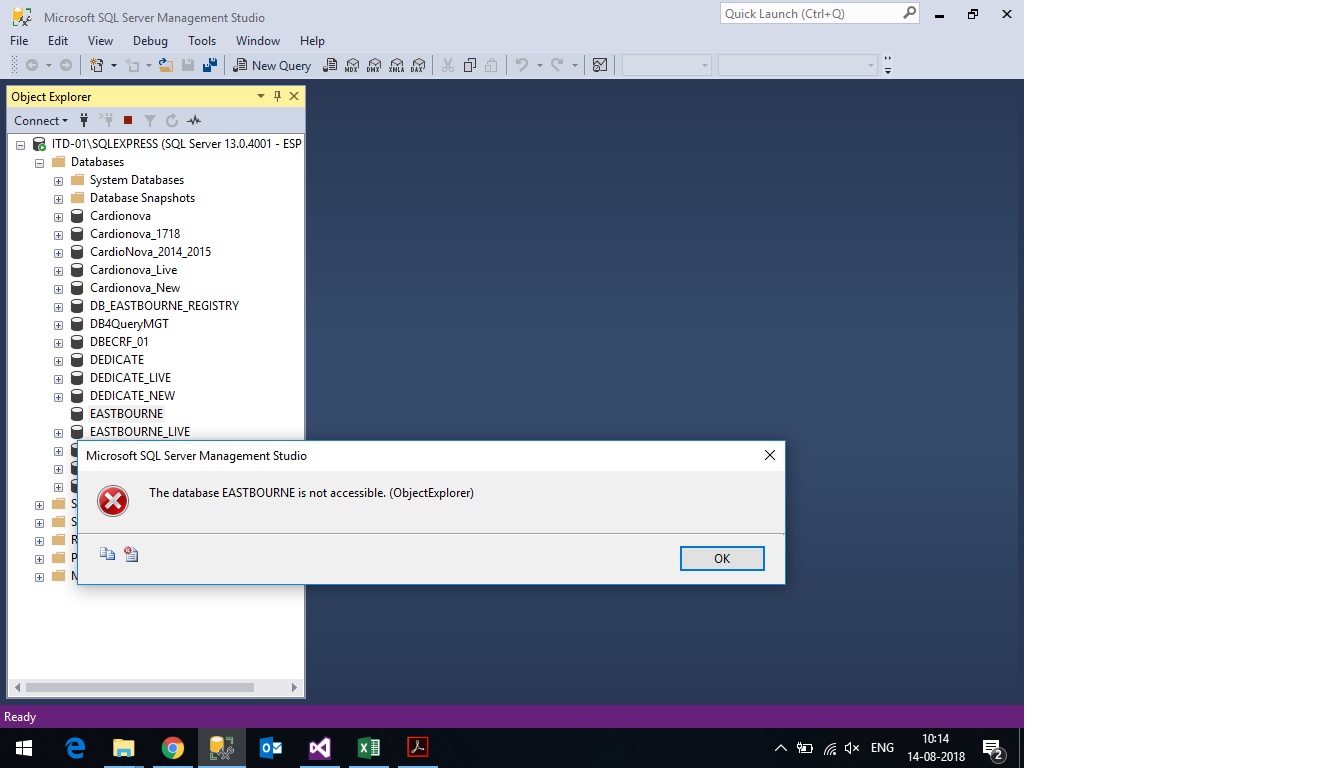 Microsoft SQL Server Management Studio
Quick Launch (Ctrl+Q)
File Edit View Debug Tools Window Help
New Query
MDX DMX XMLA DAX
Object Explorer
Connect
ITD-01\SQLEXPRESS (SQL Server 13.0.4001 - ESP
Databases
System Databases
Database Snapshots
Cardionova
Cardionova_1718
CardioNova_2014_2015
Cardionova_Live
Cardionova_New
DB_EASTBOURNE_REGISTRY
DB4QueryMGT
DBECRF_01
DEDICATE
DEDICATE_LIVE
DEDICATE_NEW
EASTBOURNE
EASTBOURNE_LIVE
Microsoft SQL Server Management Studio
The database EASTBOURNE is not accessible. (ObjectExplorer)
OK
Ready
ENG
10:14
14-08-2018
2